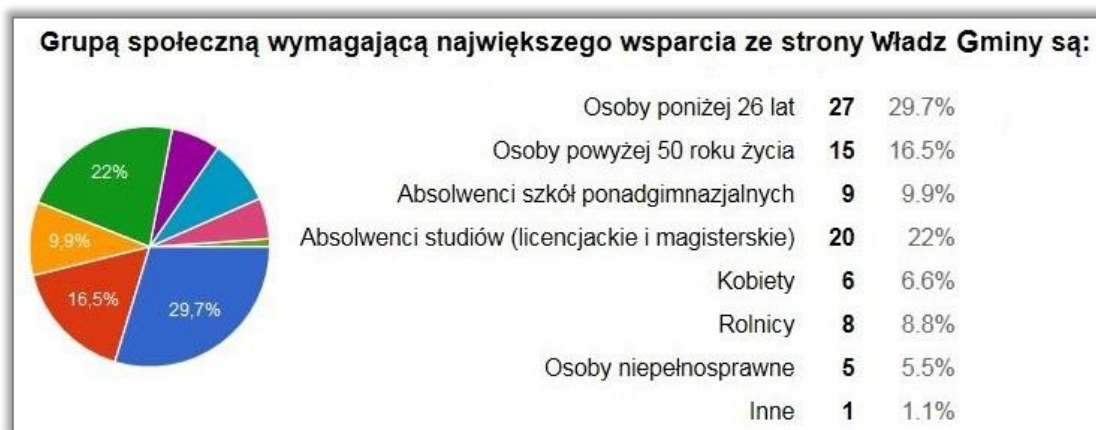 Grupą społeczną wymagającą największego wsparcia ze strony Władz Gminy są:
Osoby poniżej 26 lat 27 29.7%
Osoby powyżej 50 roku życia 15 16.5%
Absolwenci szkół ponadgimnazjalnych 9 9.9%
Absolwenci studiów (licencjackie i magisterskie) 20 22%
Kobiety 6 6.6%
Rolnicy 8 8.8%
Osoby niepełnosprawne 5 5.5%
Inne 1 1.1%
22%
9,9%
16,5%
29,7%